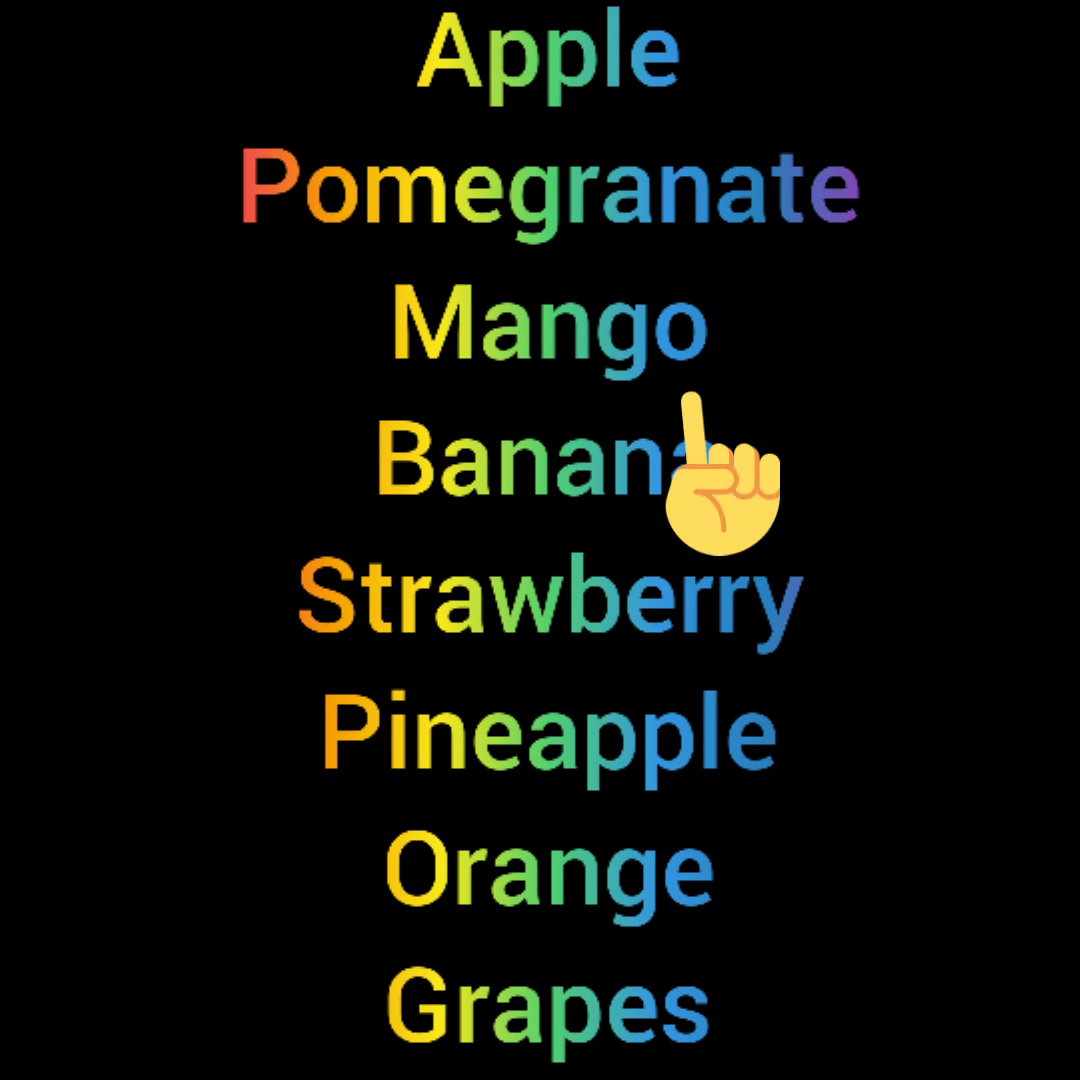 Apple
Pomegranate
Mango
Banana
Strawberry
Pineapple
Orange
Grapes